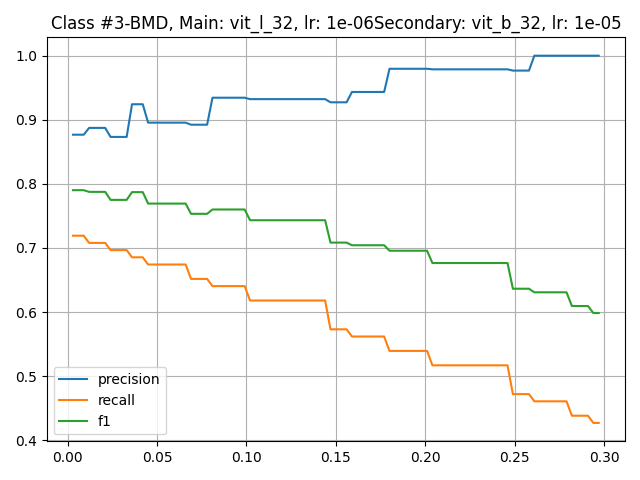 Class #3-BMD, Main: vit_l_32, lr: 1e-06Secondary: vit_b_32, lr: 1e-05
1.0
0.9
0.8
0.7
0.6
0.5
0.4
precision
recall
f1
0.00 0.05 0.10 0.15 0.20 0.25 0.30